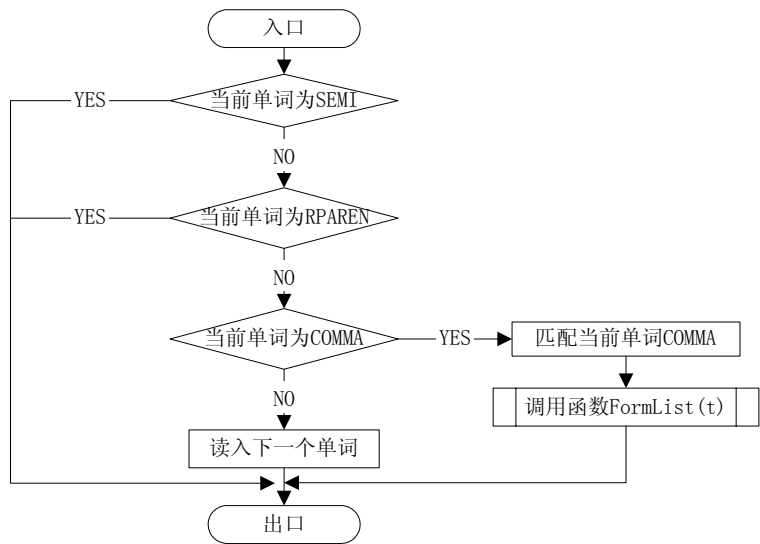 入口
当前单词为SEMI
YES
NO
当前单词为RPAREN
YES
NO
当前单词为COMMA
YES
匹配当前单词COMMA
调用函数FormList(t)
NO
读入下一个单词
出口